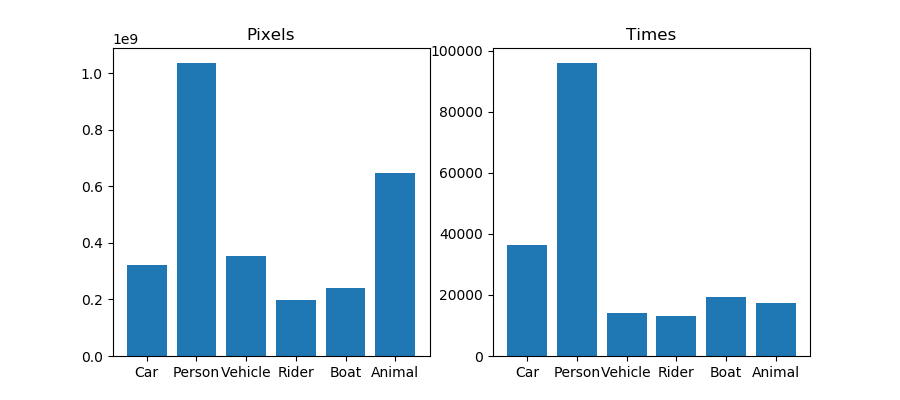 Pixels
1e9
1.0
0.8
0.6
0.4
0.2
0.0
Car Person Vehicle Rider Boat Animal
Times
100000
80000
60000
40000
20000
0
Car Person Vehicle Rider Boat Animal